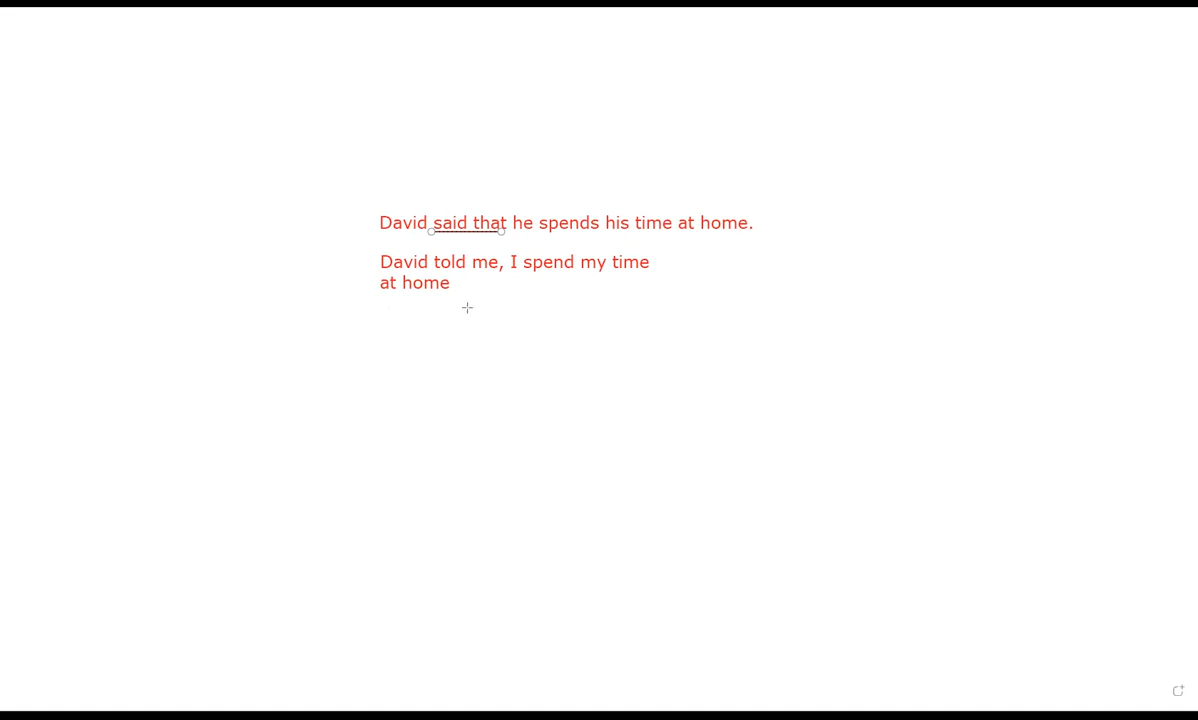 David said that he spends his time at home.
David told me, I spend my time
at home